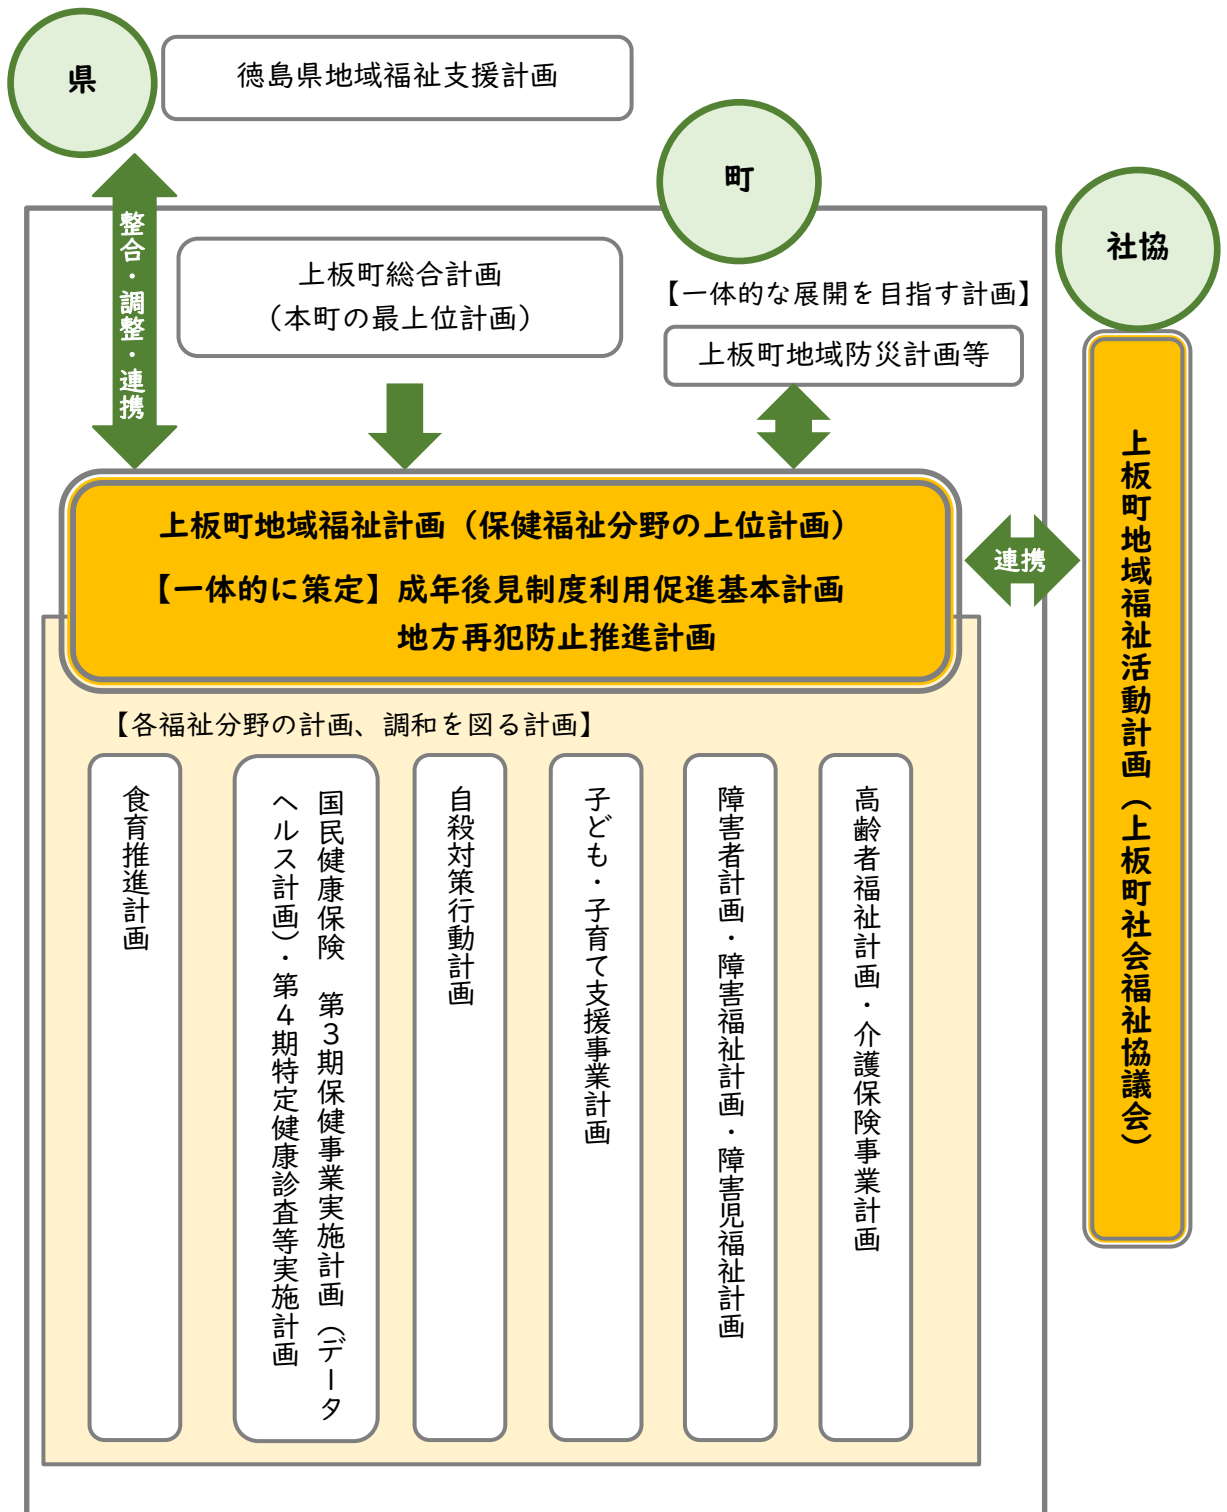 県
徳島県地域福祉支援計画
町
社協
整合・調整・連携
上板町総合計画
（本町の最上位計画）
【一体的な展開を目指す計画】
上板町地域防災計画等
上板町地域福祉計画（保健福祉分野の上位計画）
【一体的に策定】成年後見制度利用促進基本計画
地方再犯防止推進計画
連携
上板町地域福祉活動計画（上板町社会福祉協議会）
【各福祉分野の計画、調和を図る計画】
高齢者福祉計画・介護保険事業計画
障害者計画・障害福祉計画・障害児福祉計画
子ども・子育て支援事業計画
自殺対策行動計画
国民健康保険　第３期保健事業実施計画（データ
ヘルス計画）・第４期特定健康診査等実施計画
食育推進計画